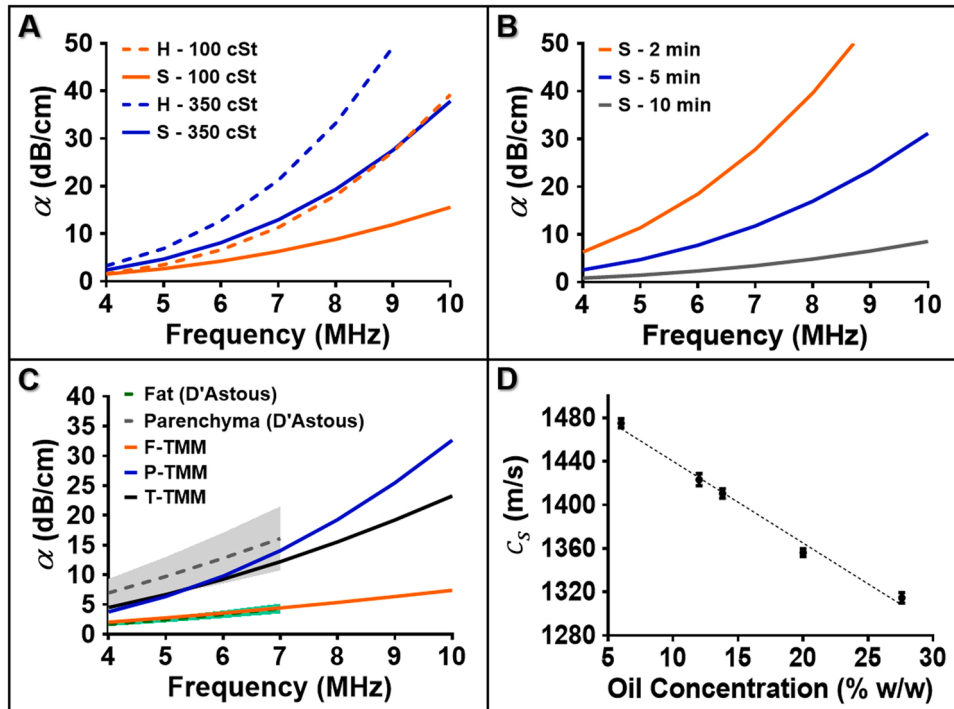 A
50
40
30
20
10
0
α (dB/cm)
H - 100 cSt
S - 100 cSt
H - 350 cSt
S - 350 cSt
4 5 6 7 8 9 10
Frequency (MHz)
B
50
40
30
20
10
0
α (dB/cm)
S - 2 min
S - 5 min
S - 10 min
4 5 6 7 8 9 10
Frequency (MHz)
C
40
35
30
25
20
15
10
5
0
α (dB/cm)
Fat (D'Astous)
Parenchyma (D'Astous)
F-TMM
P-TMM
T-TMM
4 5 6 7 8 9 10
Frequency (MHz)
D
1480
1440
1400
1360
1320
1280
cₛ (m/s)
5 10 15 20 25 30
Oil Concentration (% w/w)